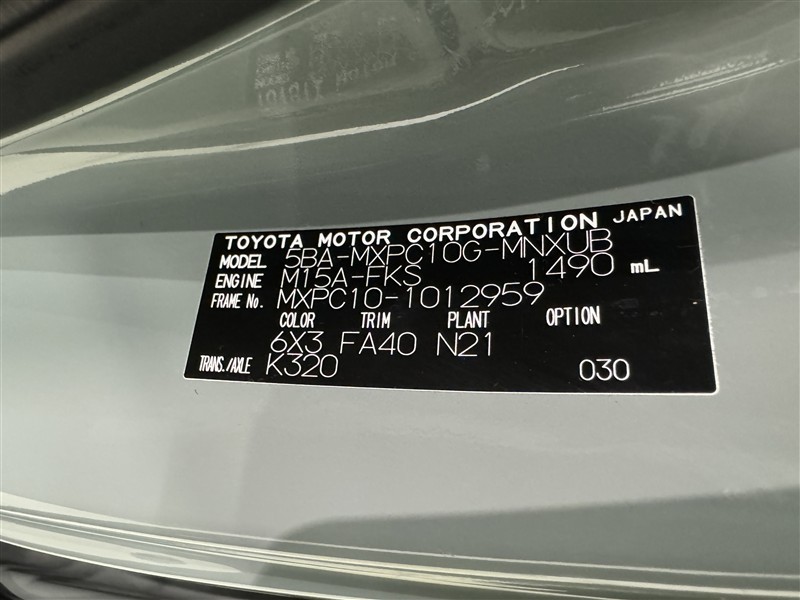 TOYOTA MOTOR CORPORATION JAPAN
MODEL 5BA-MXPC10G-MNXUB
ENGINE M15A-FKS 1490 mL
FRAME No. MXPC10-1012959
COLOR TRIM PLANT OPTION
6X3 FA40 N21
TRANS./AXLE K320 030